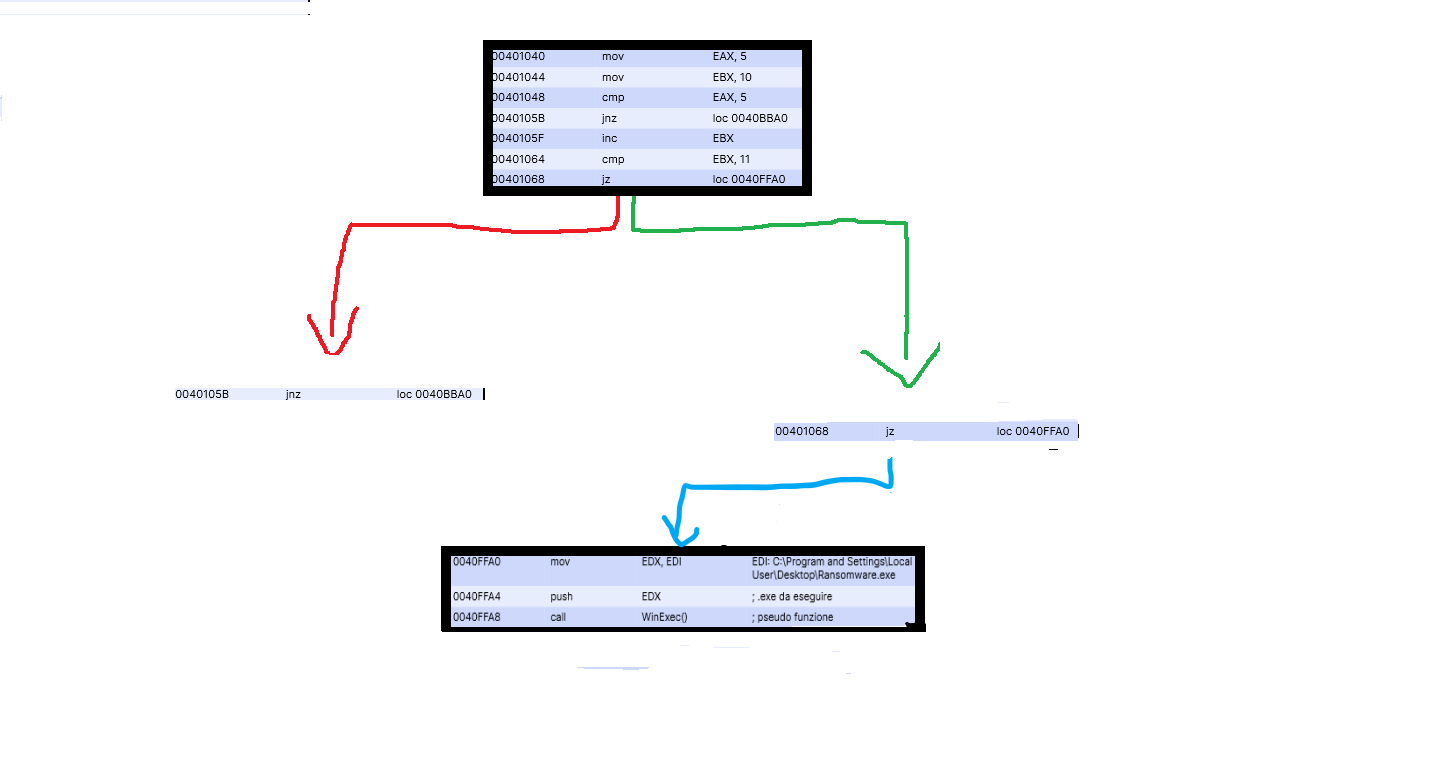 00401040 mov EAX, 5
00401044 mov EBX, 10
00401048 cmp EAX, 5
0040105B jnz loc 0040BBA0
0040105F inc EBX
00401064 cmp EBX, 11
00401068 jz loc 0040FFA0
0040105B jnz loc 0040BBA0
00401068 jz loc 0040FFA0
0040FFA0 mov EDX, EDI EDI: C:\Program and Settings\Local
User\Desktop\Ransomware.exe
0040FFA4 push EDX ; .exe da eseguire
0040FFA8 call WinExec() ; pseudo funzione